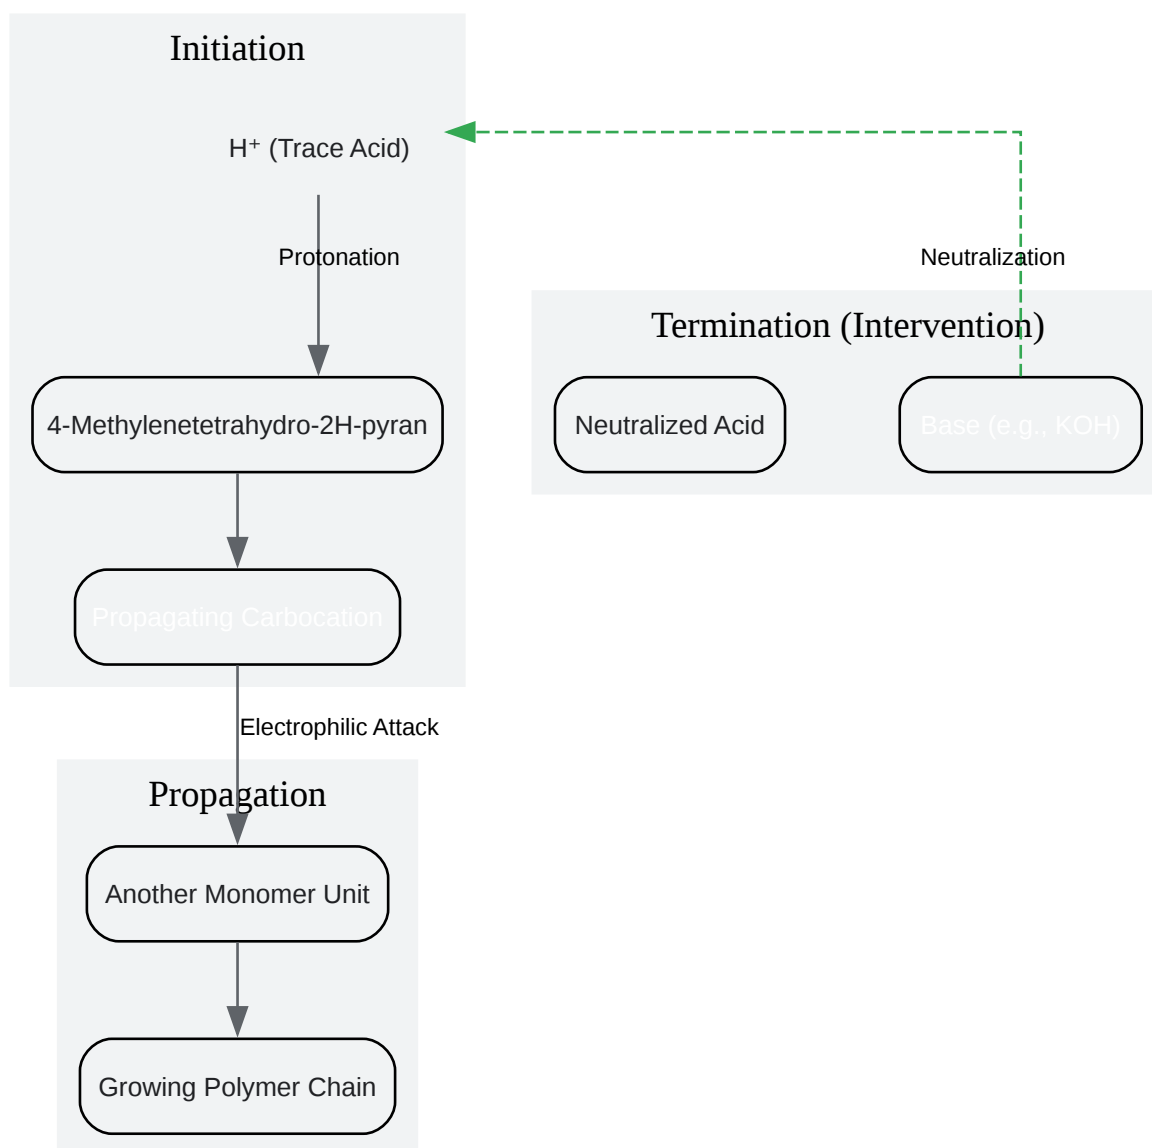 Initiation
H⁺ (Trace Acid)
Protonation
4-Methylenetetrahydro-2H-pyran
Propagating Carbocation
Electrophilic Attack
Propagation
Another Monomer Unit
Growing Polymer Chain
Neutralization
Termination (Intervention)
Neutralized Acid
Base (e.g., KOH)